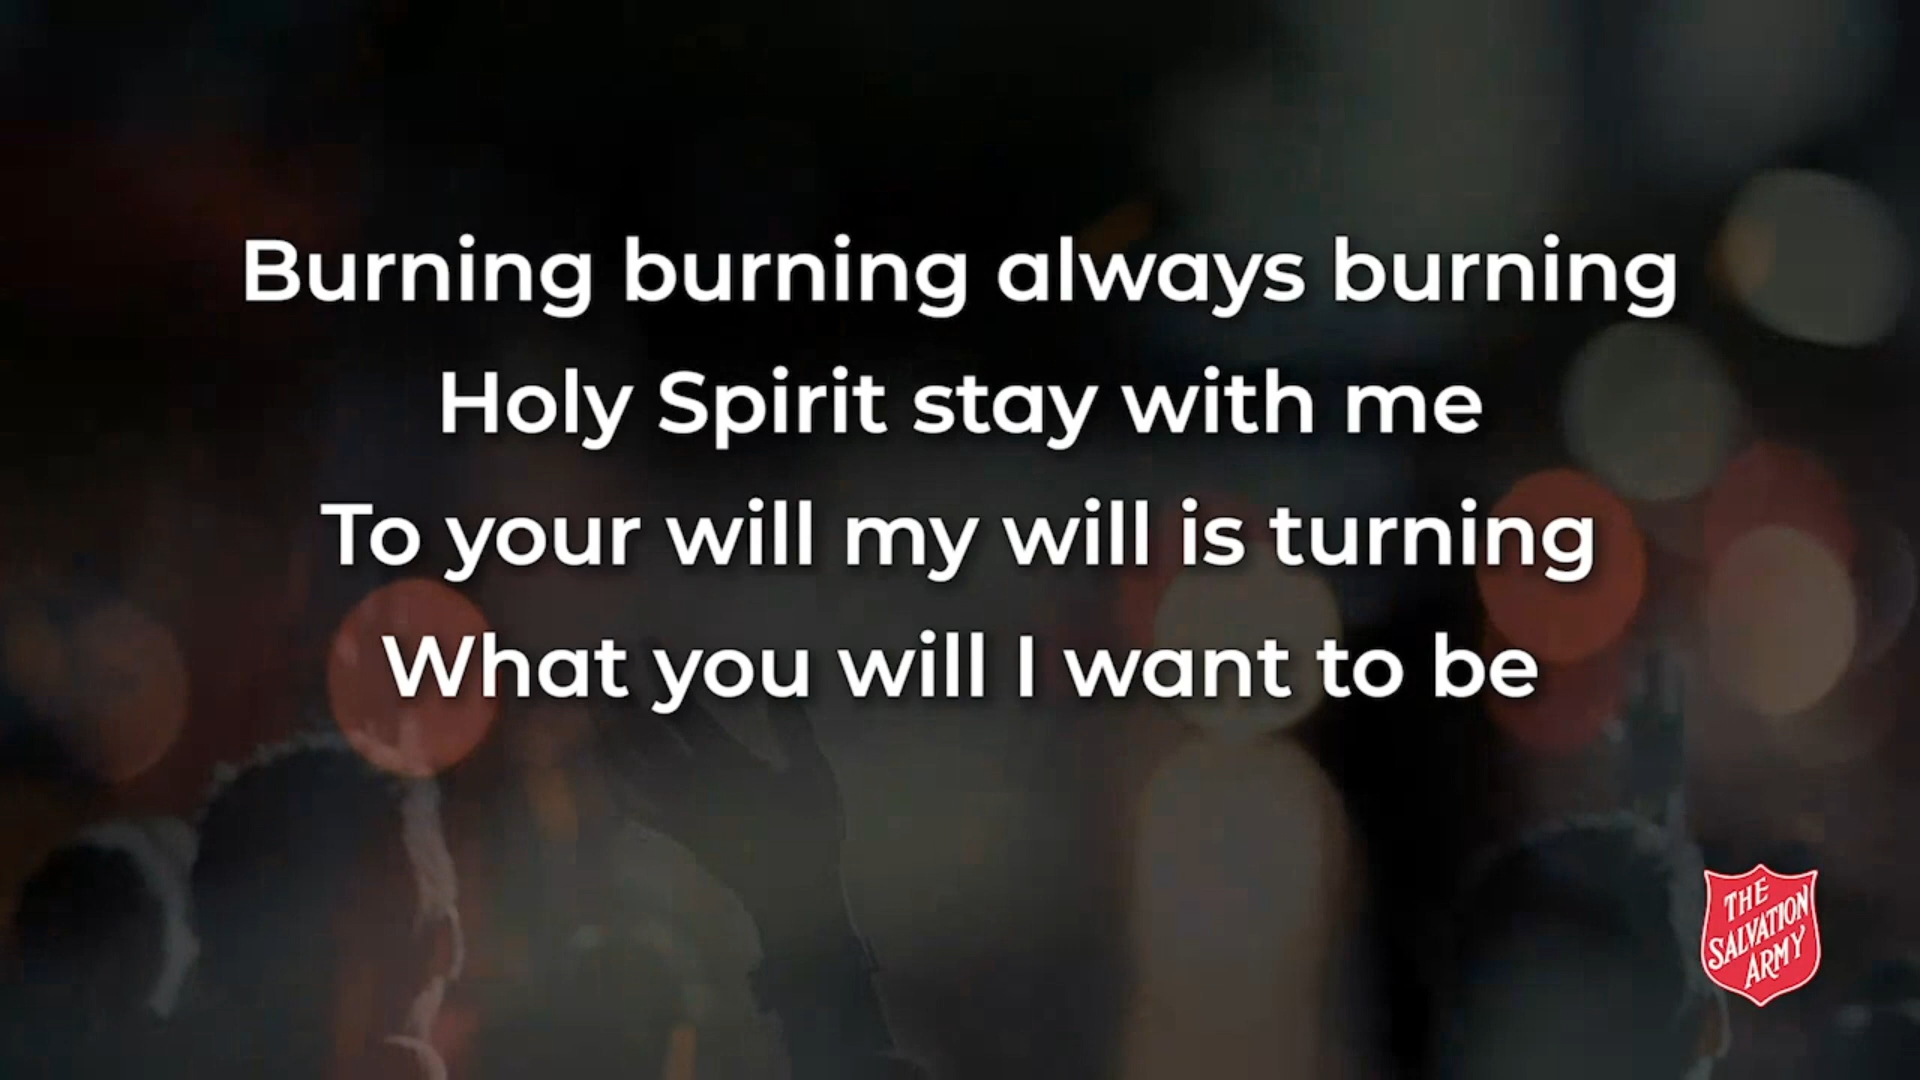 Burning burning always burning
Holy Spirit stay with me
To your will my will is turning
What you will I want to be
THE
SALVATION
ARMY